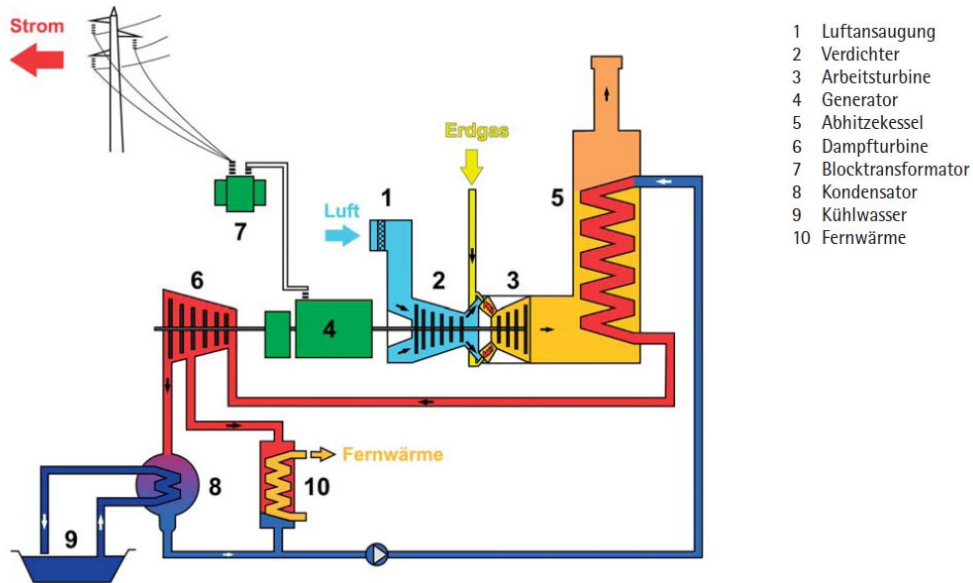 Strom
Erdgas
Luft
1
2
3
4
5
6
7
8
9
10
Fernwärme
1 Luftansaugung
2 Verdichter
3 Arbeitsturbine
4 Generator
5 Abhitzekessel
6 Dampfturbine
7 Blocktransformator
8 Kondensator
9 Kühlwasser
10 Fernwärme